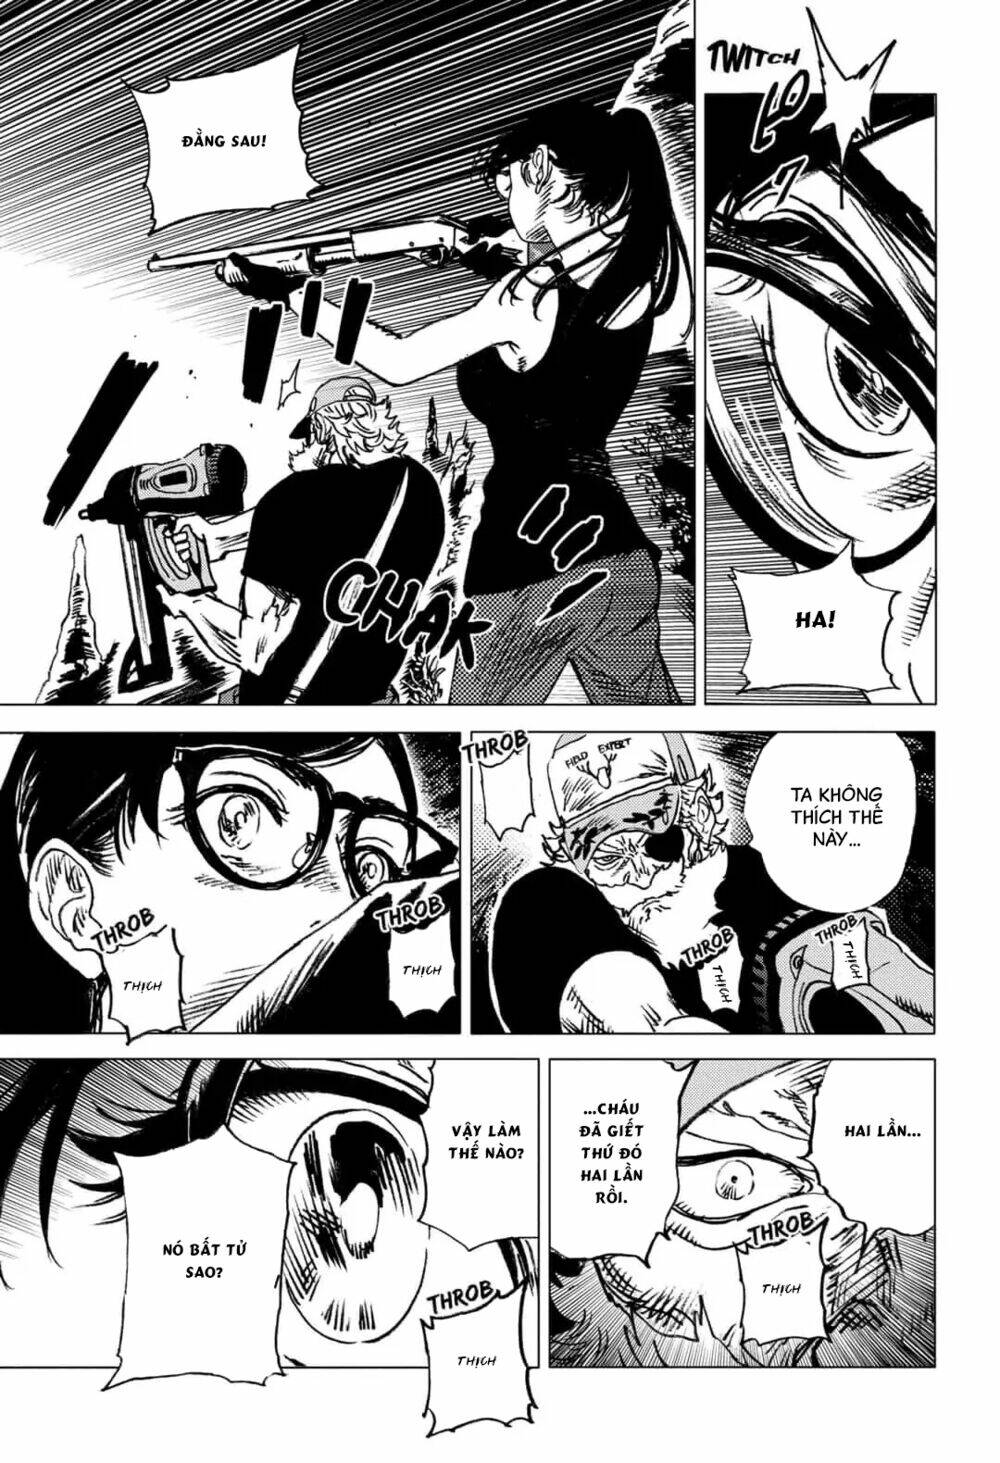 TWITCH
HA!
ĐẰNG SAU!
CHAK
THROB
FIELD EXPERT
TA KHÔNG
THÍCH THẾ
NÀY...
THROB
THỊCH
THROB
THỊCH
THROB
THỊCH
THROB
THỊCH
HAI LẦN...
...CHÁU
ĐÃ GIẾT
THỨ ĐÓ
HAI LẦN
RỒI.
THROB
THỊCH
VẬY LÀM
THẾ NÀO?
NÓ BẤT TỬ
SAO?
THROB
THỊCH